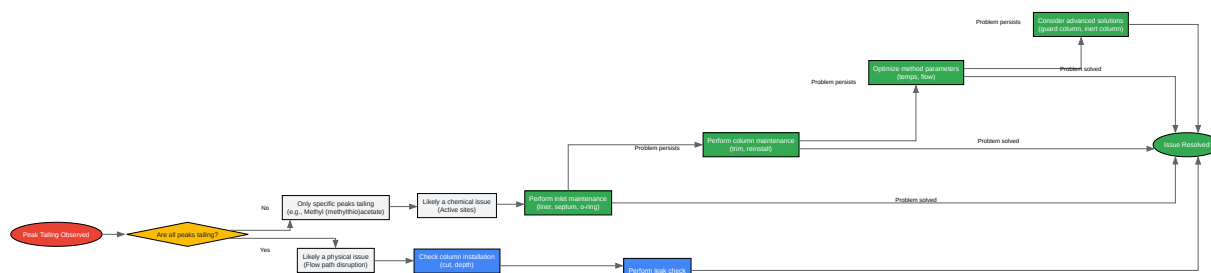 Problem persists
Consider advanced solutions
(guard column, inert column)
Optimize method parameters
(temps, flow)
Problem solved
Problem persists
Perform column maintenance
(trim, reinstall)
Problem solved
Problem persists
Issue Resolved
Only specific peaks tailing
(e.g., Methyl (methylthio)acetate)
Likely a chemical issue
(Active sites)
Perform inlet maintenance
(liner, septum, o-ring)
Problem solved
No
Peak Tailing Observed
Are all peaks tailing?
Yes
Likely a physical issue
(Flow path disruption)
Check column installation
(cut, depth)
Perform leak check